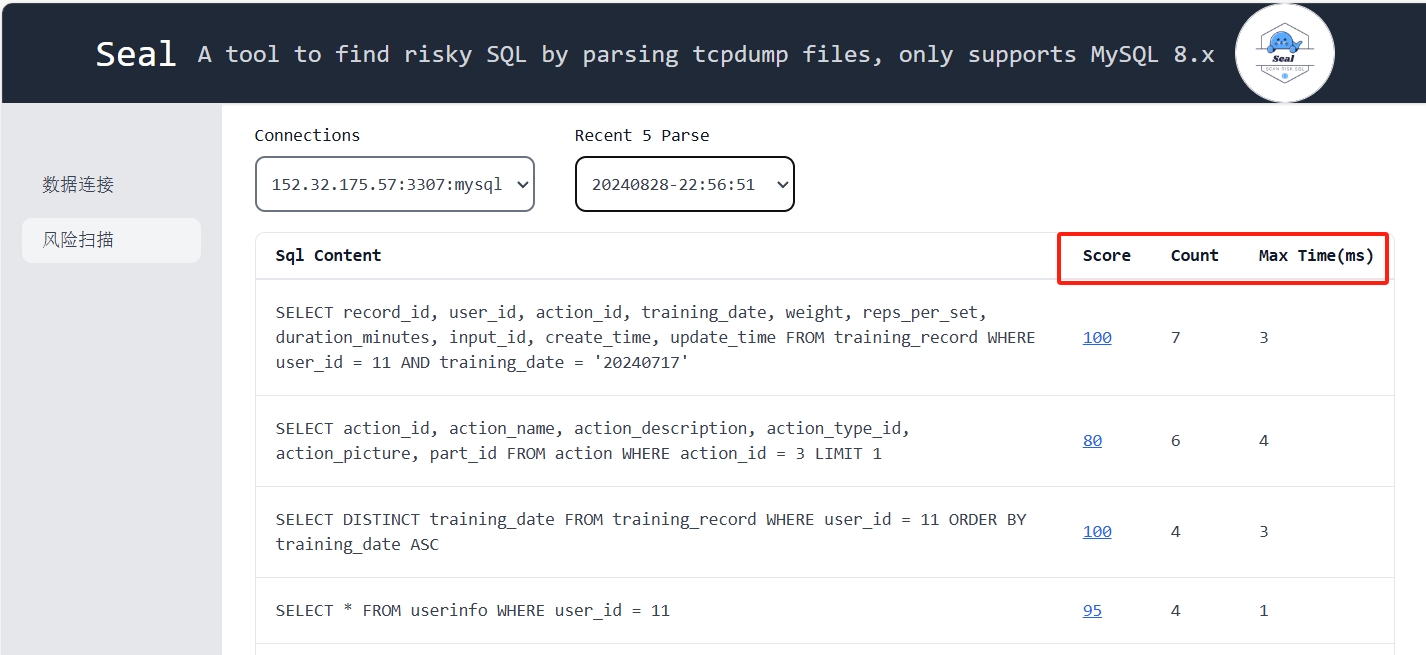 Seal A tool to find risky SQL by parsing tcpdump files, only supports MySQL 8.x
Seal
SCAN RISK SQL
数据连接
风险扫描
Connections
Recent 5 Parse
152.32.175.57:3307:mysql
20240828-22:56:51
Sql Content Score Count Max Time(ms)
SELECT record_id, user_id, action_id, training_date, weight, reps_per_set,
duration_minutes, input_id, create_time, update_time FROM training_record WHERE
user_id = 11 AND training_date = '20240717'
100 7 3
SELECT action_id, action_name, action_description, action_type_id,
action_picture, part_id FROM action WHERE action_id = 3 LIMIT 1
80 6 4
SELECT DISTINCT training_date FROM training_record WHERE user_id = 11 ORDER BY
training_date ASC
100 4 3
SELECT * FROM userinfo WHERE user_id = 11
95 4 1